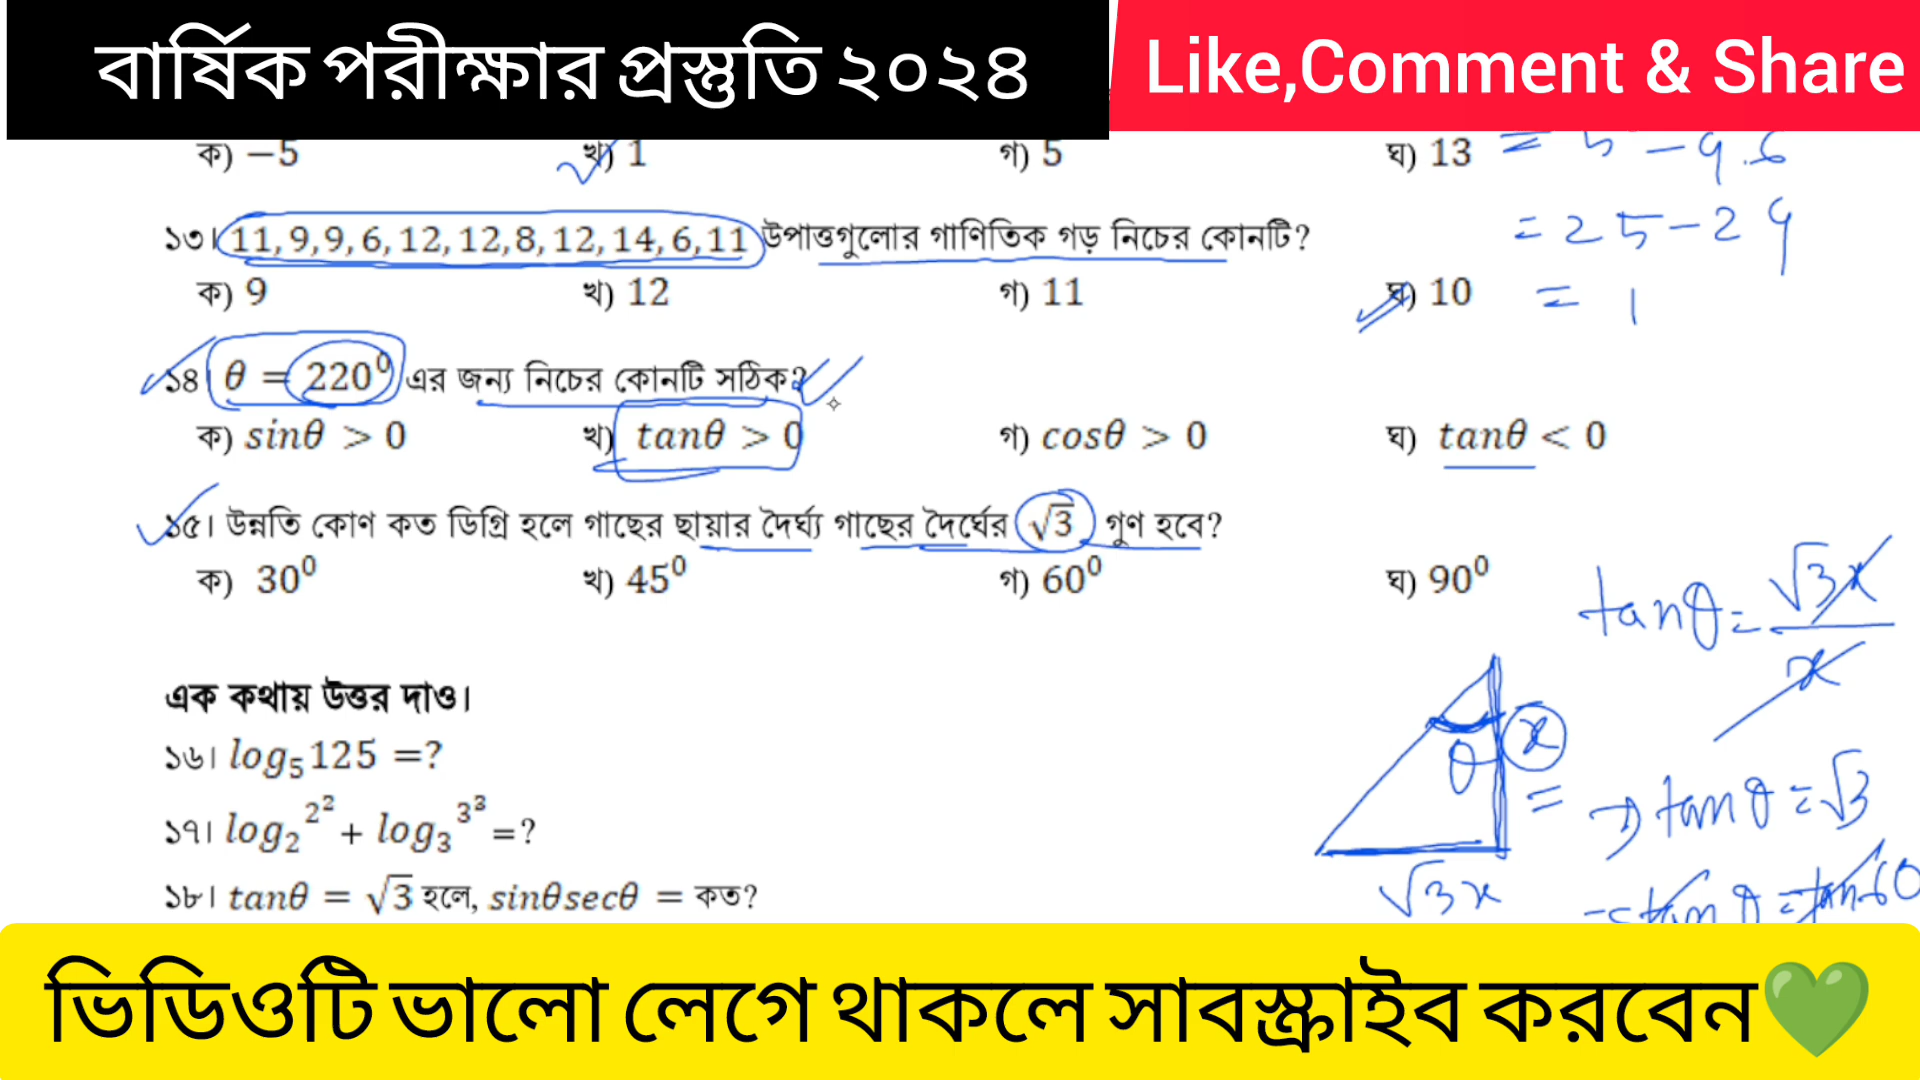 বার্ষিক পরীক্ষার প্রস্তুতি ২০২৪
Like,Comment & Share
ক) −5 খ) 1 গ) 5 ঘ) 13
১৩। 11, 9, 9, 6, 12, 12, 8, 12, 14, 6, 11 উপাত্তগুলোর গাণিতিক গড় নিচের কোনটি?
= 25 − 24
ক) 9 খ) 12 গ) 11 ঘ) 10
= 1
১৪ θ = 220⁰ এর জন্য নিচের কোনটি সঠিক?
ক) sinθ > 0 খ) tanθ > 0 গ) cosθ > 0 ঘ) tanθ < 0
১৫। উন্নতি কোণ কত ডিগ্রি হলে গাছের ছায়ার দৈর্ঘ্য গাছের দৈর্ঘের √3 গুণ হবে?
ক) 30⁰ খ) 45⁰ গ) 60⁰ ঘ) 90⁰
tanθ = √3x / x
এক কথায় উত্তর দাও।
১৬। log₅125 =?
θ x
⇒ tanθ = √3
১৭। log₂2² + log₃3³ =?
১৮। tanθ = √3 হলে, sinθsecθ = কত?
√3x
tanθ = tan60
ভিডিওটি ভালো লেগে থাকলে সাবস্ক্রাইব করবেন💚